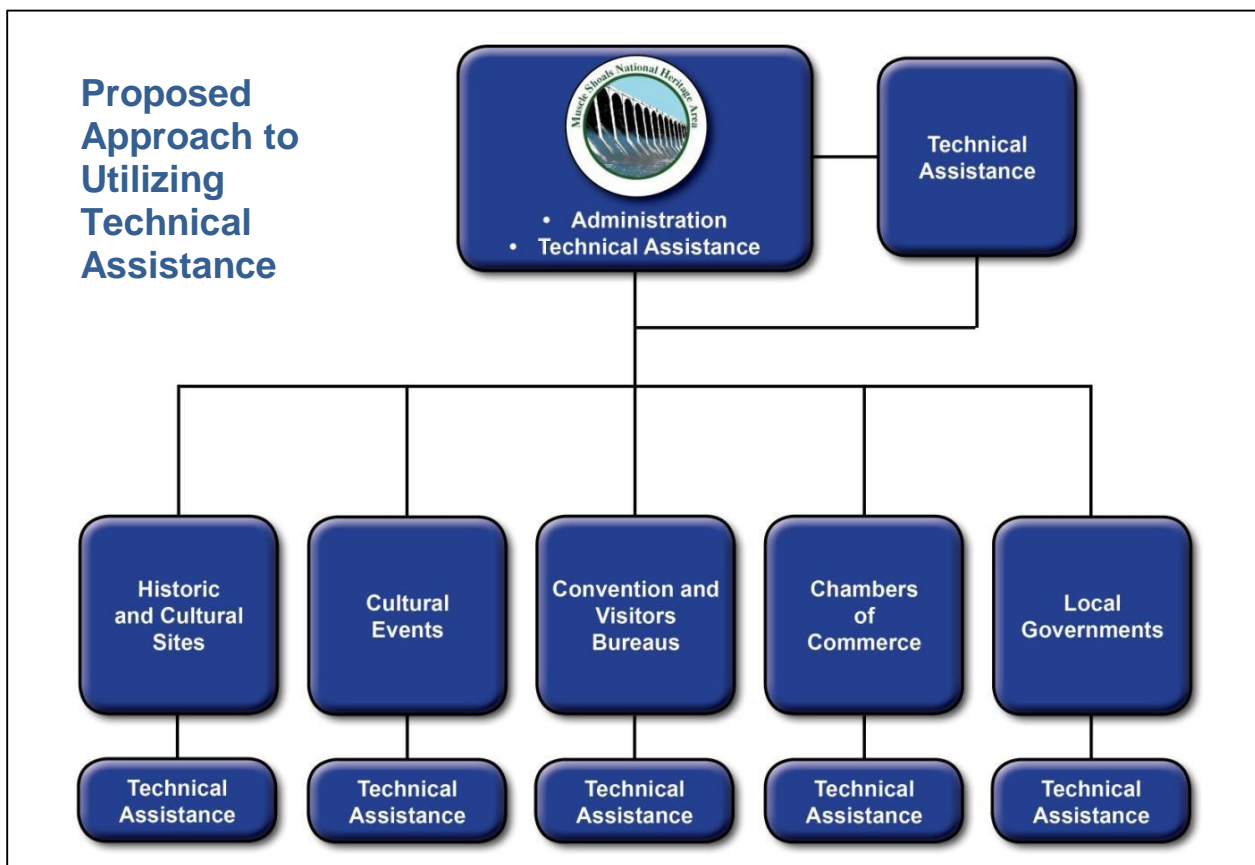 Proposed
Approach to
Utilizing
Technical
Assistance
Muscle Shoals National Heritage Area
• Administration
• Technical Assistance
Technical
Assistance
Historic
and Cultural
Sites
Cultural
Events
Convention and
Visitors
Bureaus
Chambers
of
Commerce
Local
Governments
Technical
Assistance
Technical
Assistance
Technical
Assistance
Technical
Assistance
Technical
Assistance